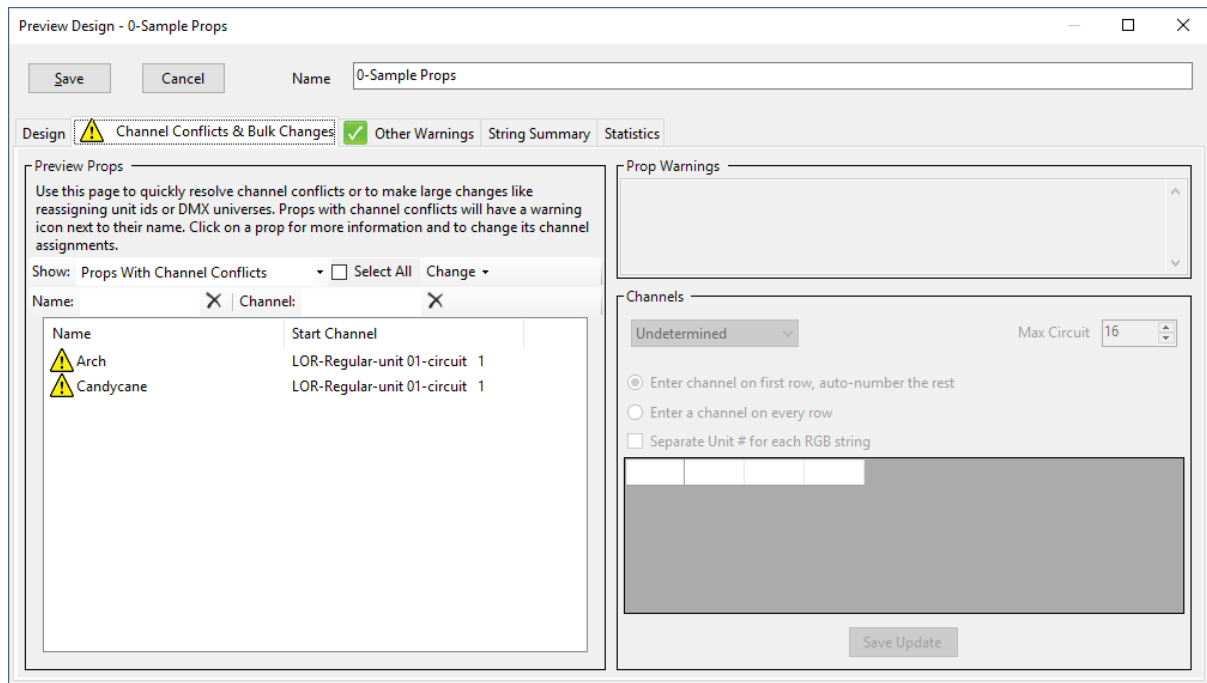 Preview Design - 0-Sample Props
Save
Cancel
Name
0-Sample Props
Design
Channel Conflicts & Bulk Changes
Other Warnings
String Summary
Statistics
Preview Props
Use this page to quickly resolve channel conflicts or to make large changes like
reassigning unit ids or DMX universes. Props with channel conflicts will have a warning
icon next to their name. Click on a prop for more information and to change its channel
assignments.
Show: Props With Channel Conflicts
Select All
Change
Name:
Channel:
Name
Start Channel
Arch
LOR-Regular-unit 01-circuit 1
Candycane
LOR-Regular-unit 01-circuit 1
Prop Warnings
Channels
Undetermined
Max Circuit
16
Enter channel on first row, auto-number the rest
Enter a channel on every row
Separate Unit # for each RGB string
Save Update